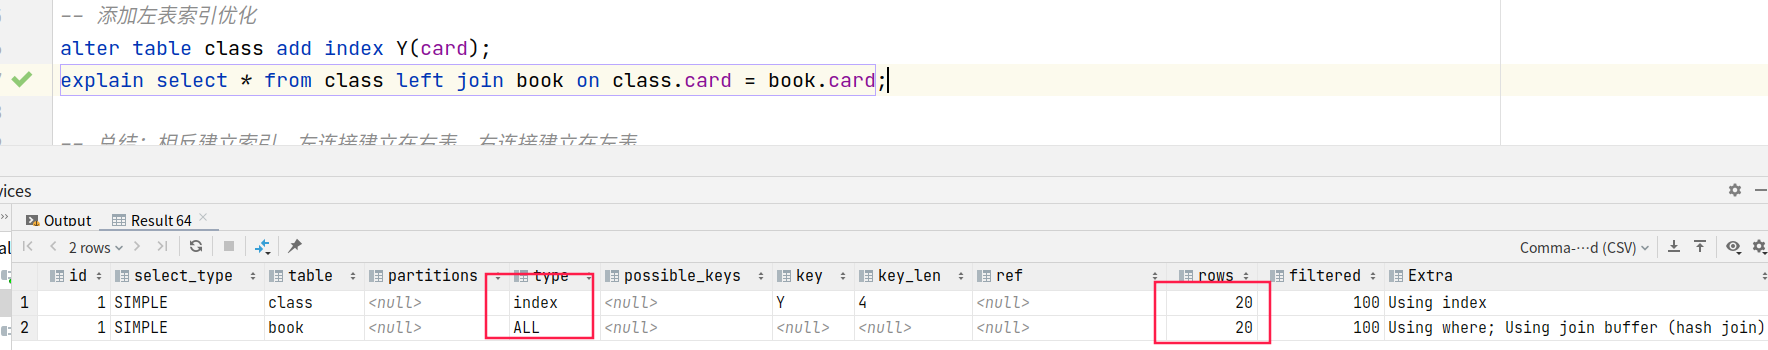 -- 添加左表索引优化
alter table class add index Y(card);
explain select * from class left join book on class.card = book.card;
-- 总结：相反建立索引，左连接建立在右表，右连接建立在左表
vices
Output Result 64
2 rows Comma-...d (CSV)
id select_type table partitions type possible_keys key key_len ref rows filtered Extra
1 1 SIMPLE class <null> index <null> Y 4 <null> 20 100 Using index
2 1 SIMPLE book <null> ALL <null> <null> <null> <null> 20 100 Using where; Using join buffer (hash join)